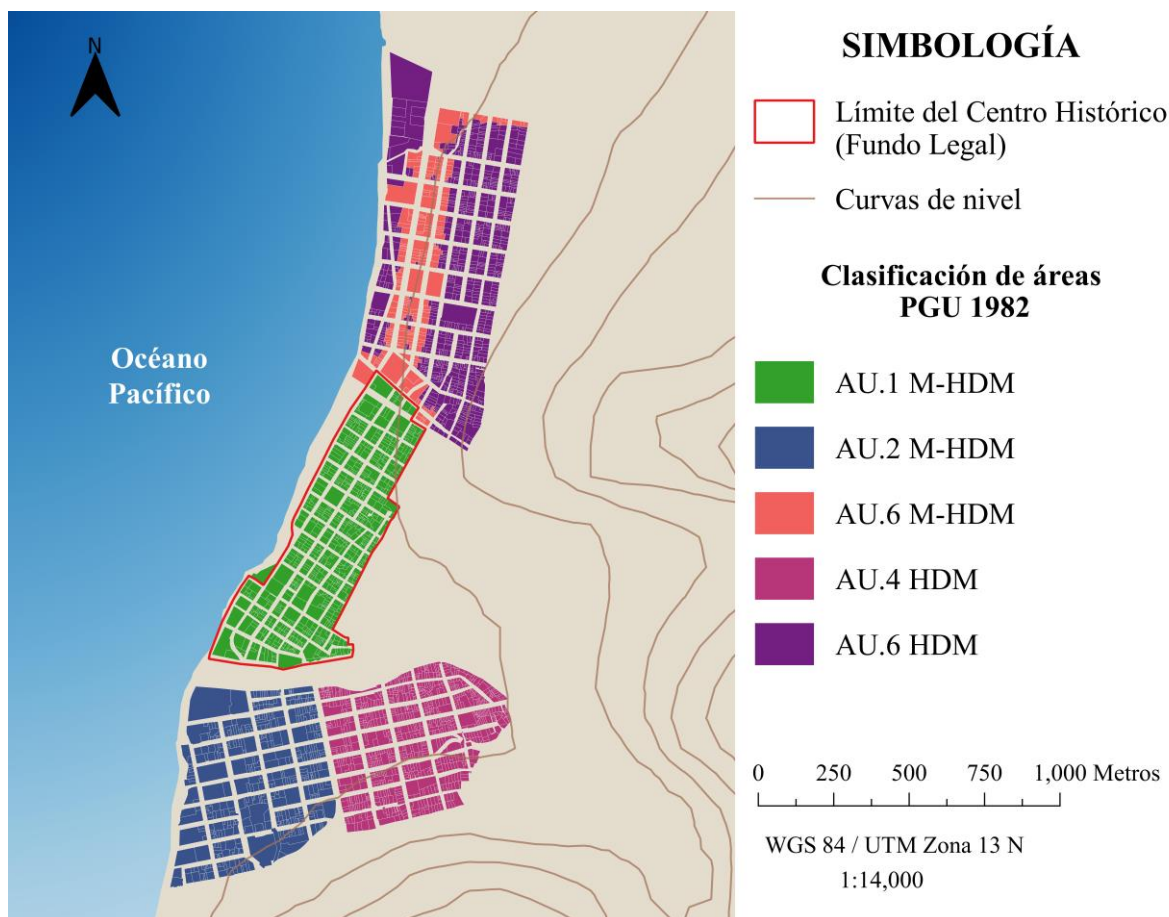 N
Océano
Pacífico
SIMBOLOGÍA
Límite del Centro Histórico
(Fundo Legal)
Curvas de nivel
Clasificación de áreas
PGU 1982
AU.1 M-HDM
AU.2 M-HDM
AU.6 M-HDM
AU.4 HDM
AU.6 HDM
0 250 500 750 1,000 Metros
WGS 84 / UTM Zona 13 N
1:14,000